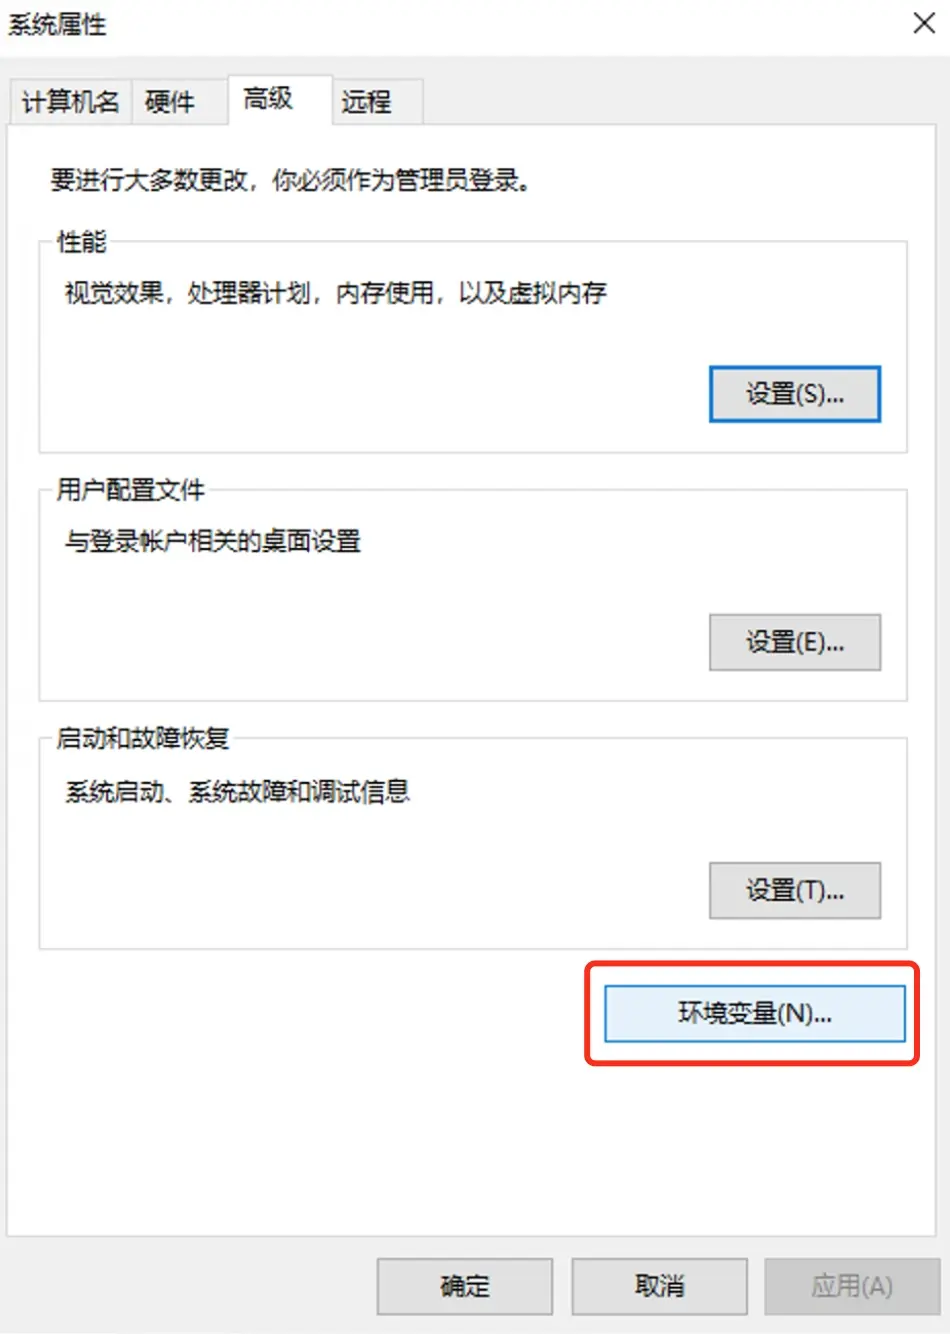 系统属性
计算机名 硬件 高级 远程
要进行大多数更改，你必须作为管理员登录。
性能
视觉效果，处理器计划，内存使用，以及虚拟内存
设置(S)...
用户配置文件
与登录帐户相关的桌面设置
设置(E)...
启动和故障恢复
系统启动、系统故障和调试信息
设置(T)...
环境变量(N)...
确定 取消 应用(A)